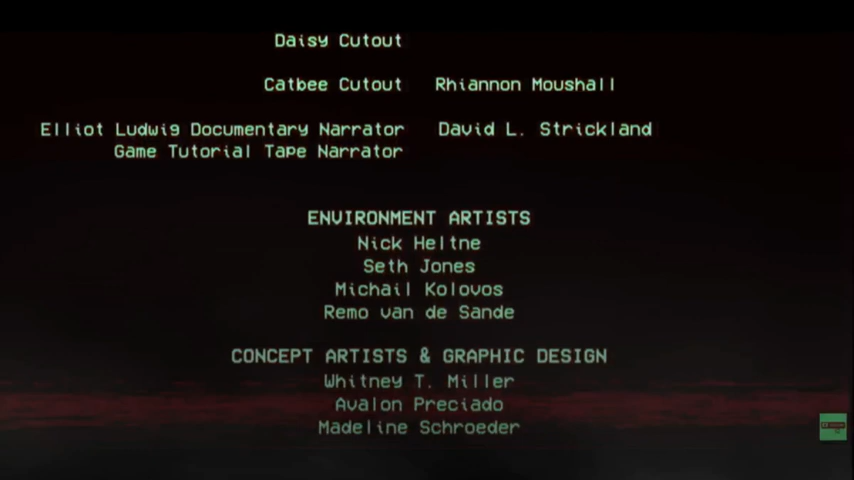 Daisy Cutout
Catbee Cutout Rhiannon Moushall
Elliot Ludwig Documentary Narrator David L. Strickland
Game Tutorial Tape Narrator
ENVIRONMENT ARTISTS
Nick Heltne
Seth Jones
Michail Kolovos
Remo van de Sande
CONCEPT ARTISTS & GRAPHIC DESIGN
Whitney T. Miller
Avalon Preciado
Madeline Schroeder